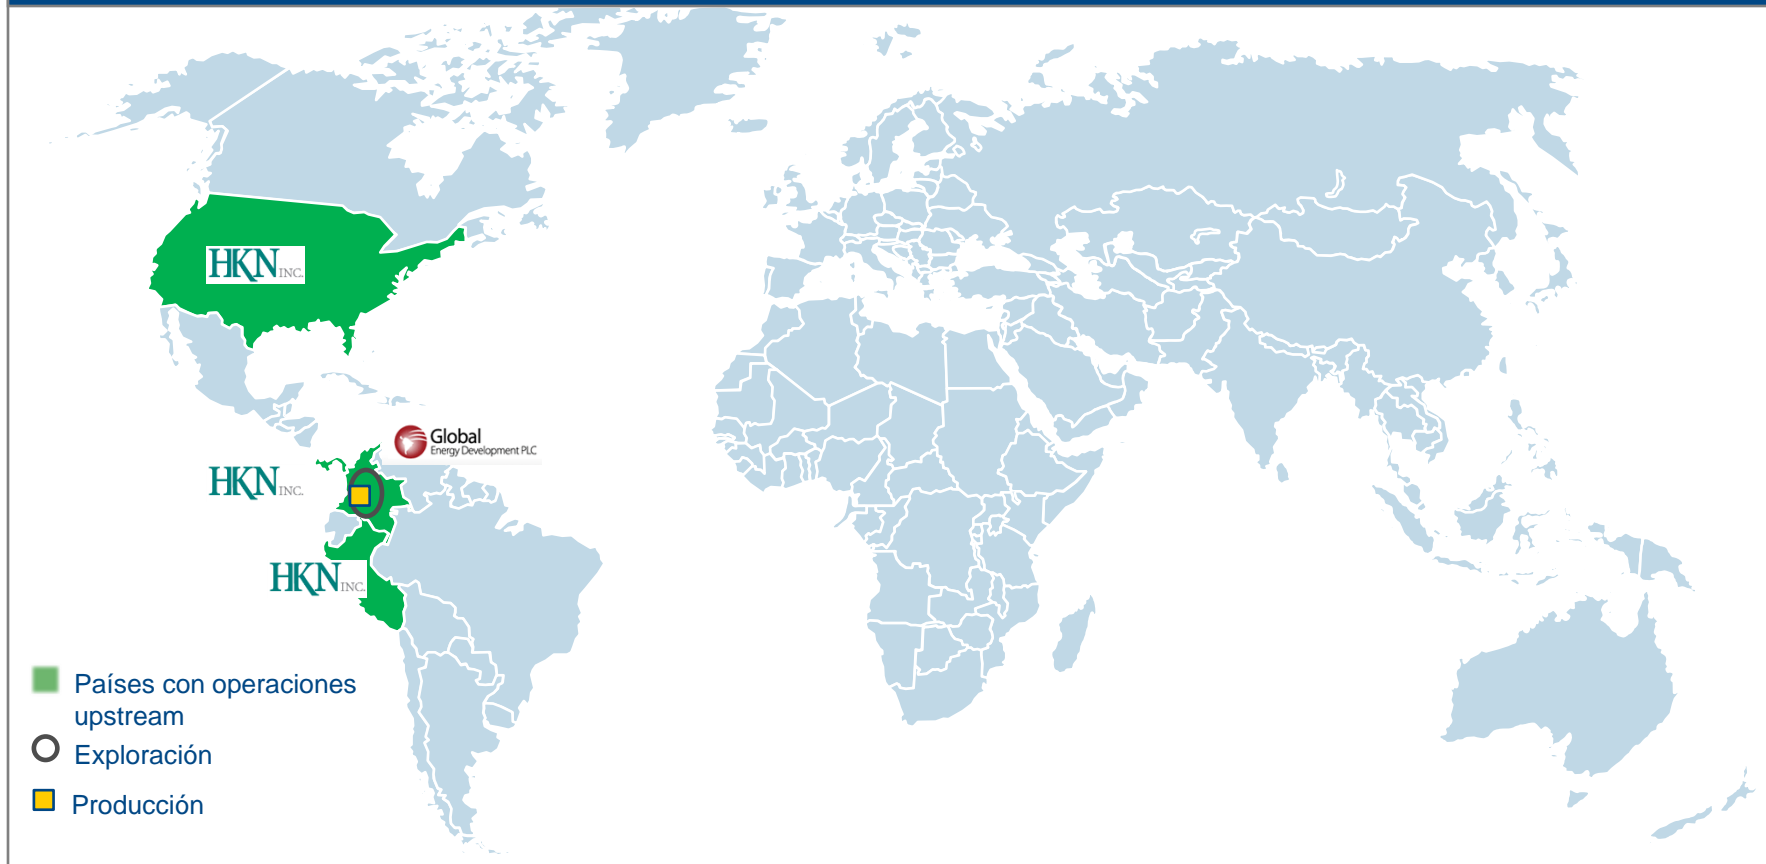 HKN INC.
Global
Energy Development PLC
HKN INC.
HKN INC.
Países con operaciones
upstream
Exploración
Producción